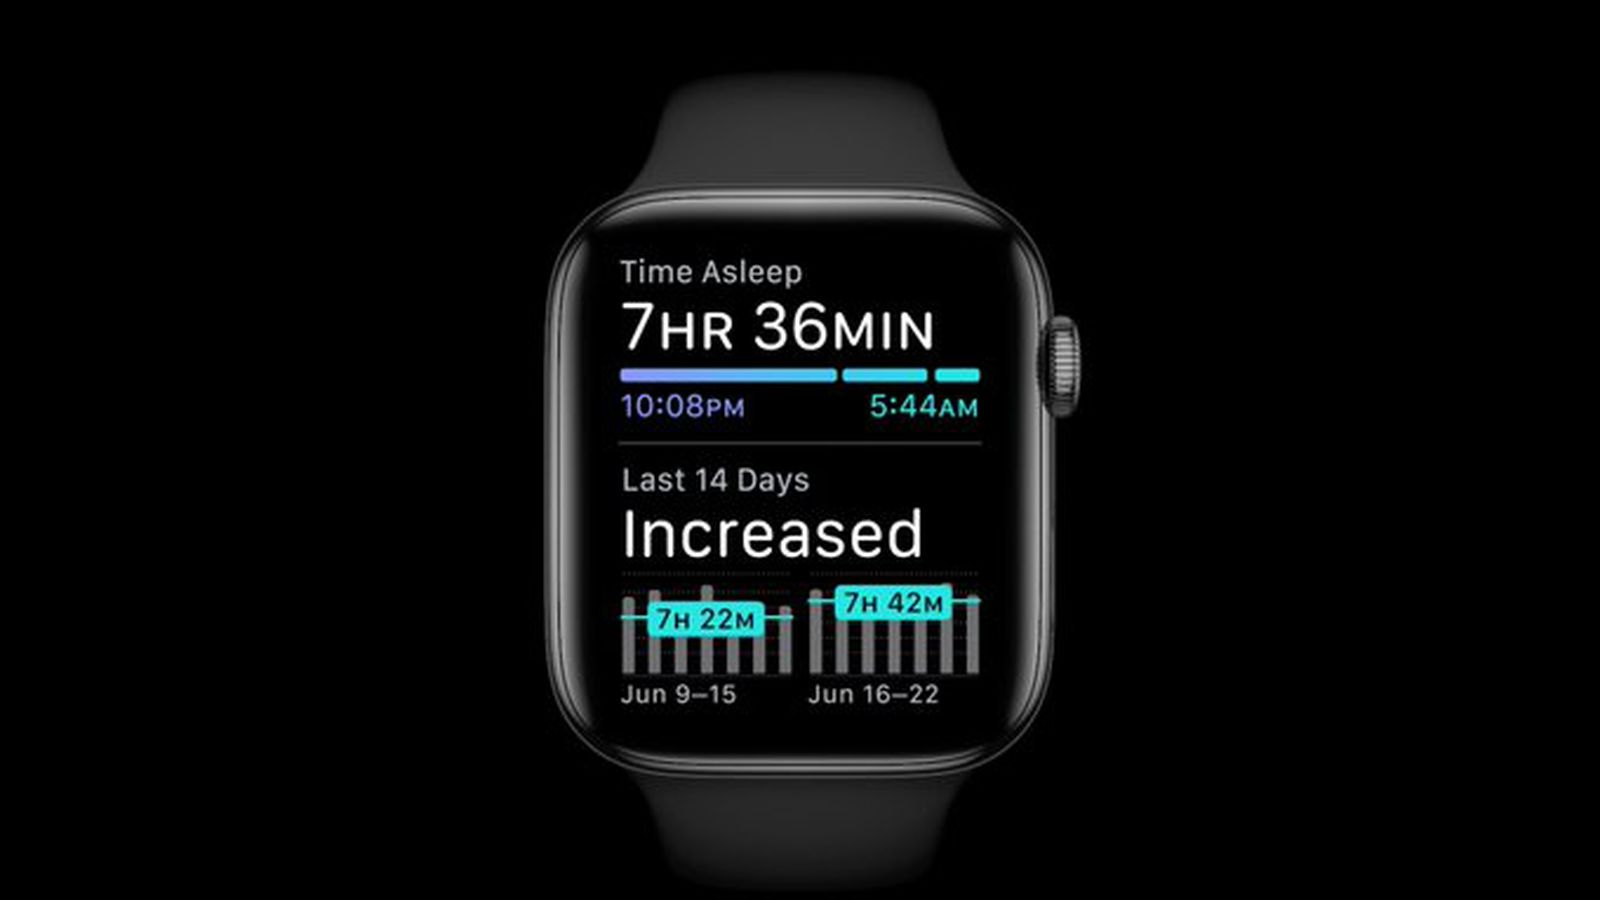 Time Asleep
7HR 36MIN
10:08PM 5:44AM
Last 14 Days
Increased
7H 22M 7H 42M
Jun 9–15 Jun 16–22